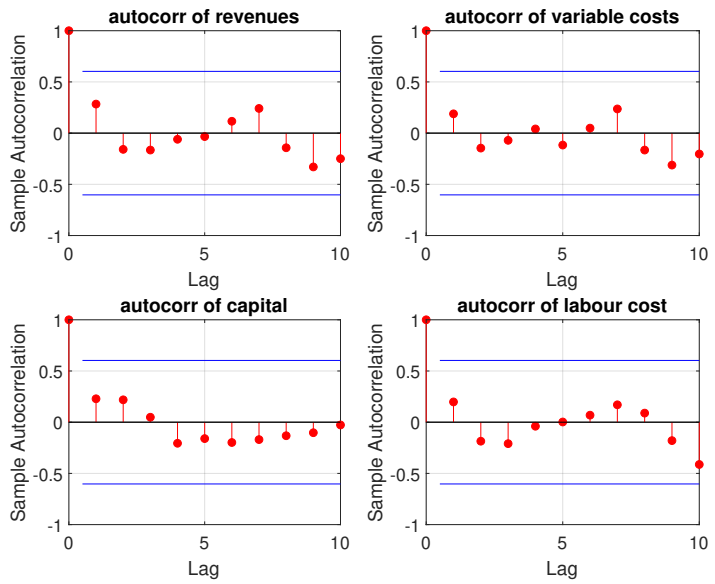 autocorr of revenues
1
0.5
0
-0.5
-1
Sample Autocorrelation
0
5
10
Lag
autocorr of variable costs
1
0.5
0
-0.5
-1
Sample Autocorrelation
0
5
10
Lag
autocorr of capital
1
0.5
0
-0.5
-1
Sample Autocorrelation
0
5
10
Lag
autocorr of labour cost
1
0.5
0
-0.5
-1
Sample Autocorrelation
0
5
10
Lag